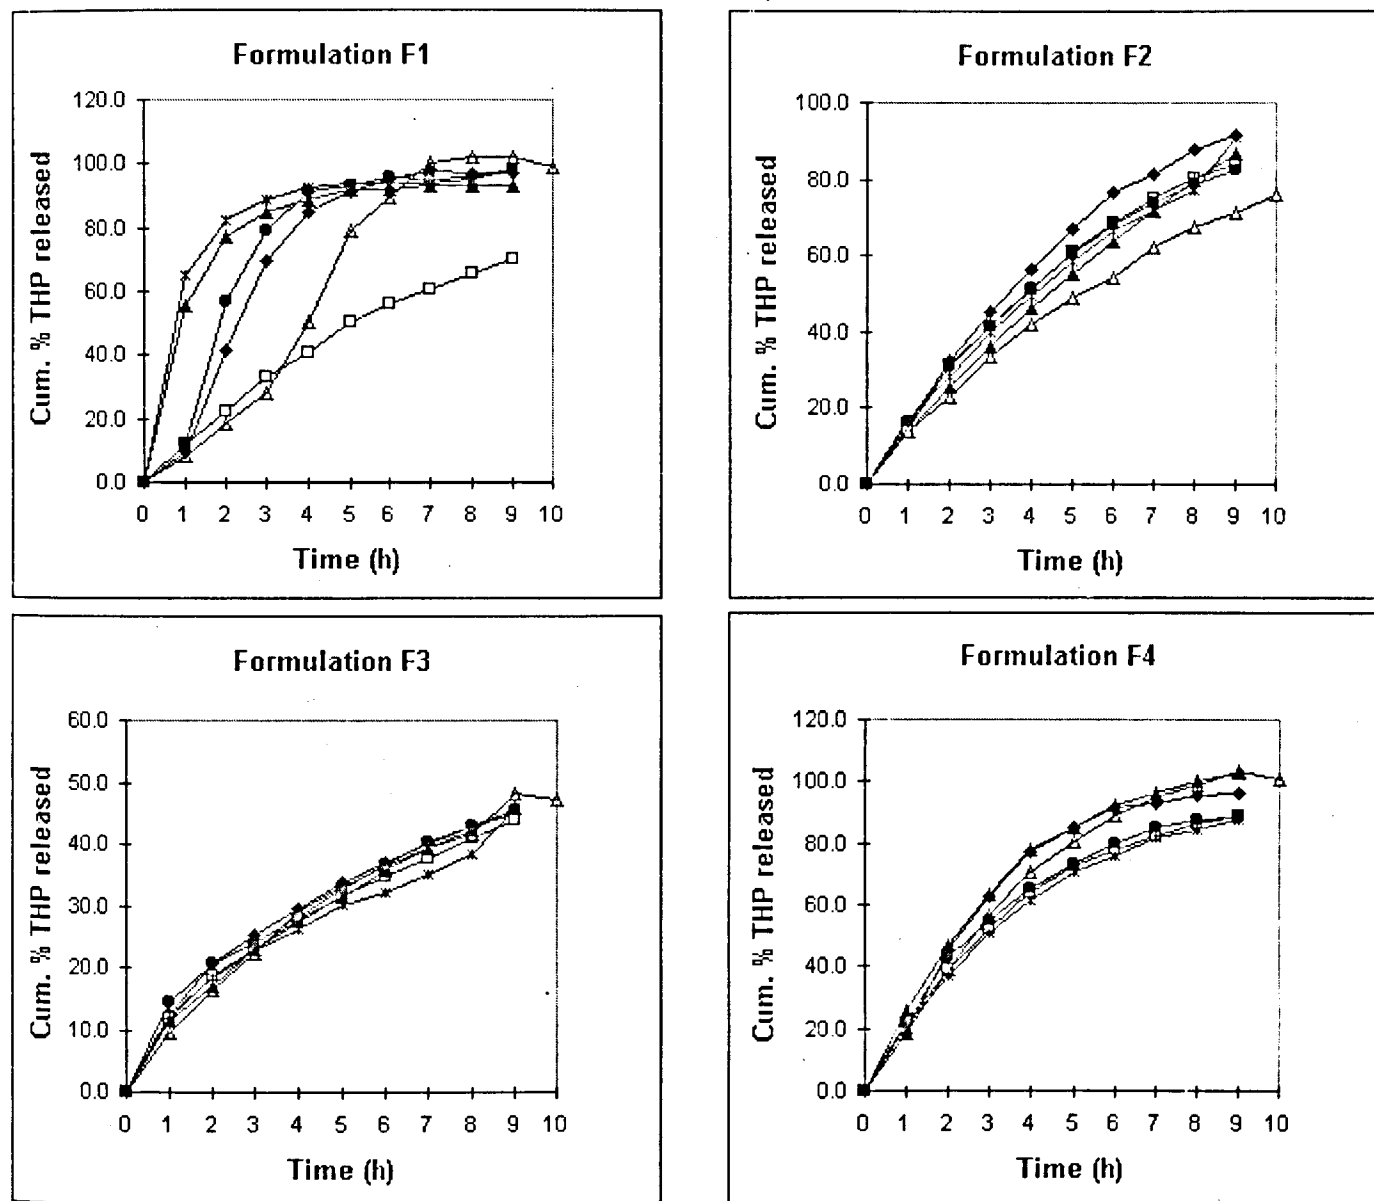 Formulation F1
120.0
100.0
80.0
60.0
40.0
20.0
0.0
Cum. % THP released
0 1 2 3 4 5 6 7 8 9 10
Time (h)
Formulation F2
100.0
80.0
60.0
40.0
20.0
0.0
Cum. % THP released
0 1 2 3 4 5 6 7 8 9 10
Time (h)
Formulation F3
60.0
50.0
40.0
30.0
20.0
10.0
0.0
Cum. % THP released
0 1 2 3 4 5 6 7 8 9 10
Time (h)
Formulation F4
120.0
100.0
80.0
60.0
40.0
20.0
0.0
Cum. % THP released
0 1 2 3 4 5 6 7 8 9 10
Time (h)